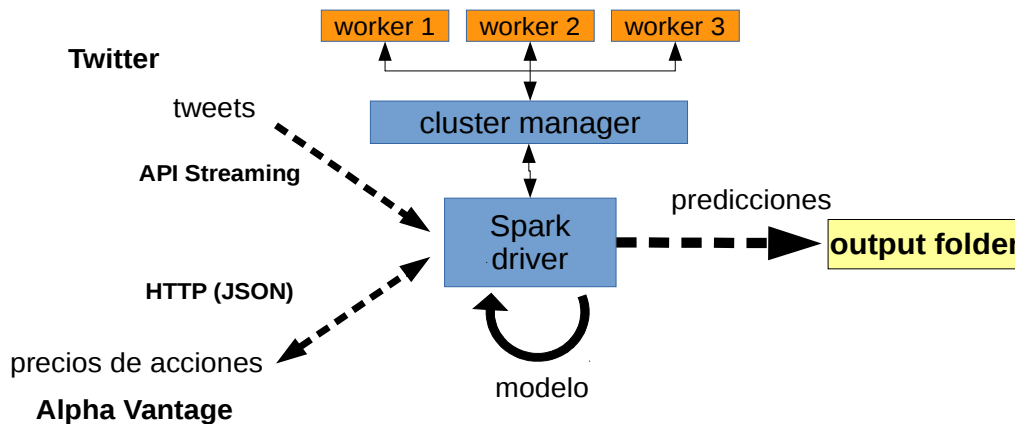 worker 1
worker 2
worker 3
Twitter
tweets
cluster manager
API Streaming
predicciones
Spark
driver
output folder
HTTP (JSON)
precios de acciones
modelo
Alpha Vantage